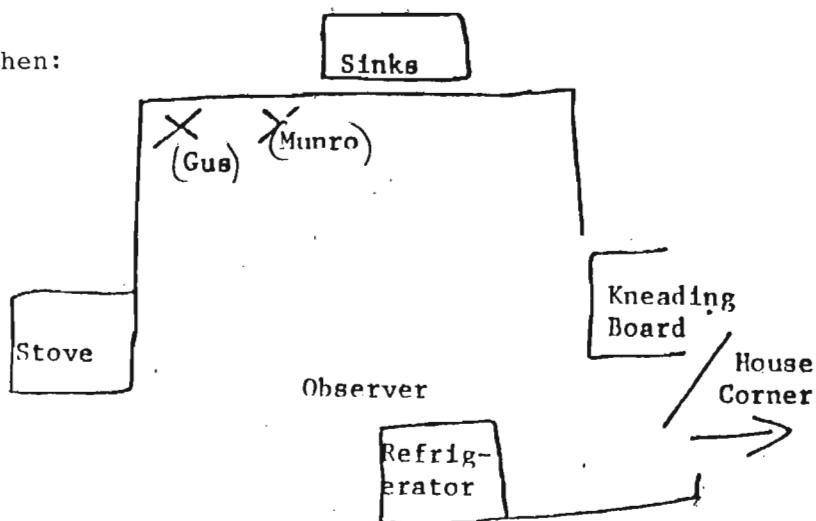 hen:
Sinks
(Gus)
(Munro)
Kneading
Board
Stove
House
Corner
Observer
Refrig-
erator